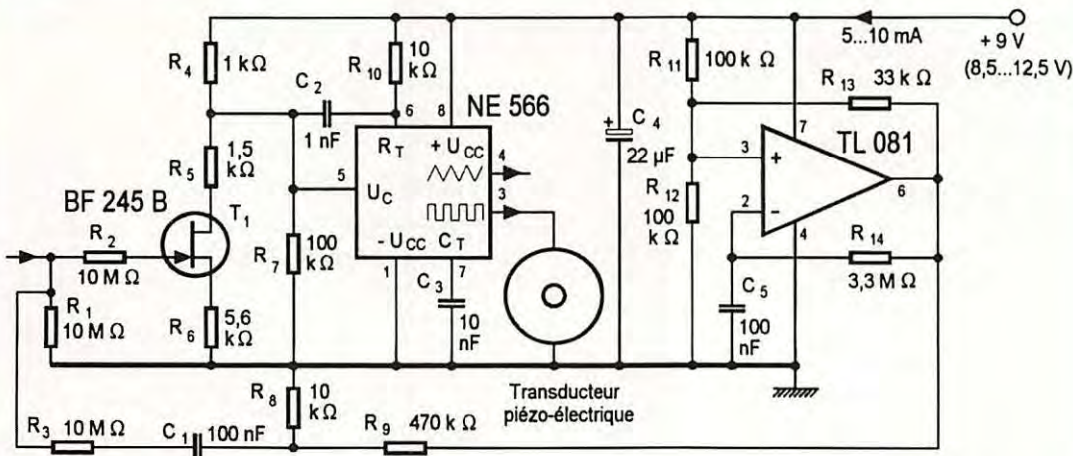 R4
1 kΩ
R10
10
kΩ
C2
1 nF
R5
1,5
kΩ
BF 245 B
T1
R2
10 MΩ
R1
10 MΩ
R6
5,6
kΩ
R7
100
kΩ
NE 566
6
8
RT
+ UCC
5
UC
4
3
- UCC
CT
1
7
C3
10
nF
+
C4
22 µF
Transducteur
piézo-électrique
R11
100 k Ω
R12
100
kΩ
5...10 mA
+ 9 V
(8,5...12,5 V)
R13
33 k Ω
TL 081
7
3
+
2
-
6
4
R14
3,3 M Ω
C5
100
nF
R8
10
kΩ
R3
10 MΩ
C1
100 nF
R9
470 k Ω